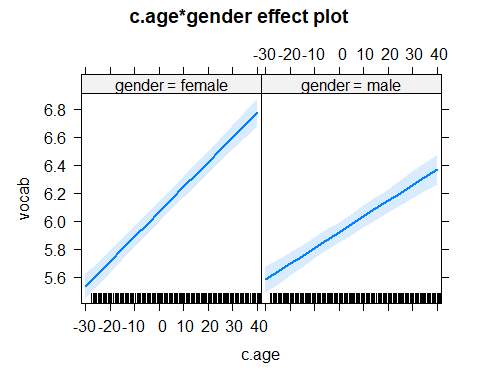 c.age*gender effect plot
-30 -20 -10 0 10 20 30 40
gender = female gender = male
6.8
6.6
6.4
6.2
6.0
5.8
5.6
vocab
-30 -20 -10 0 10 20 30 40
c.age